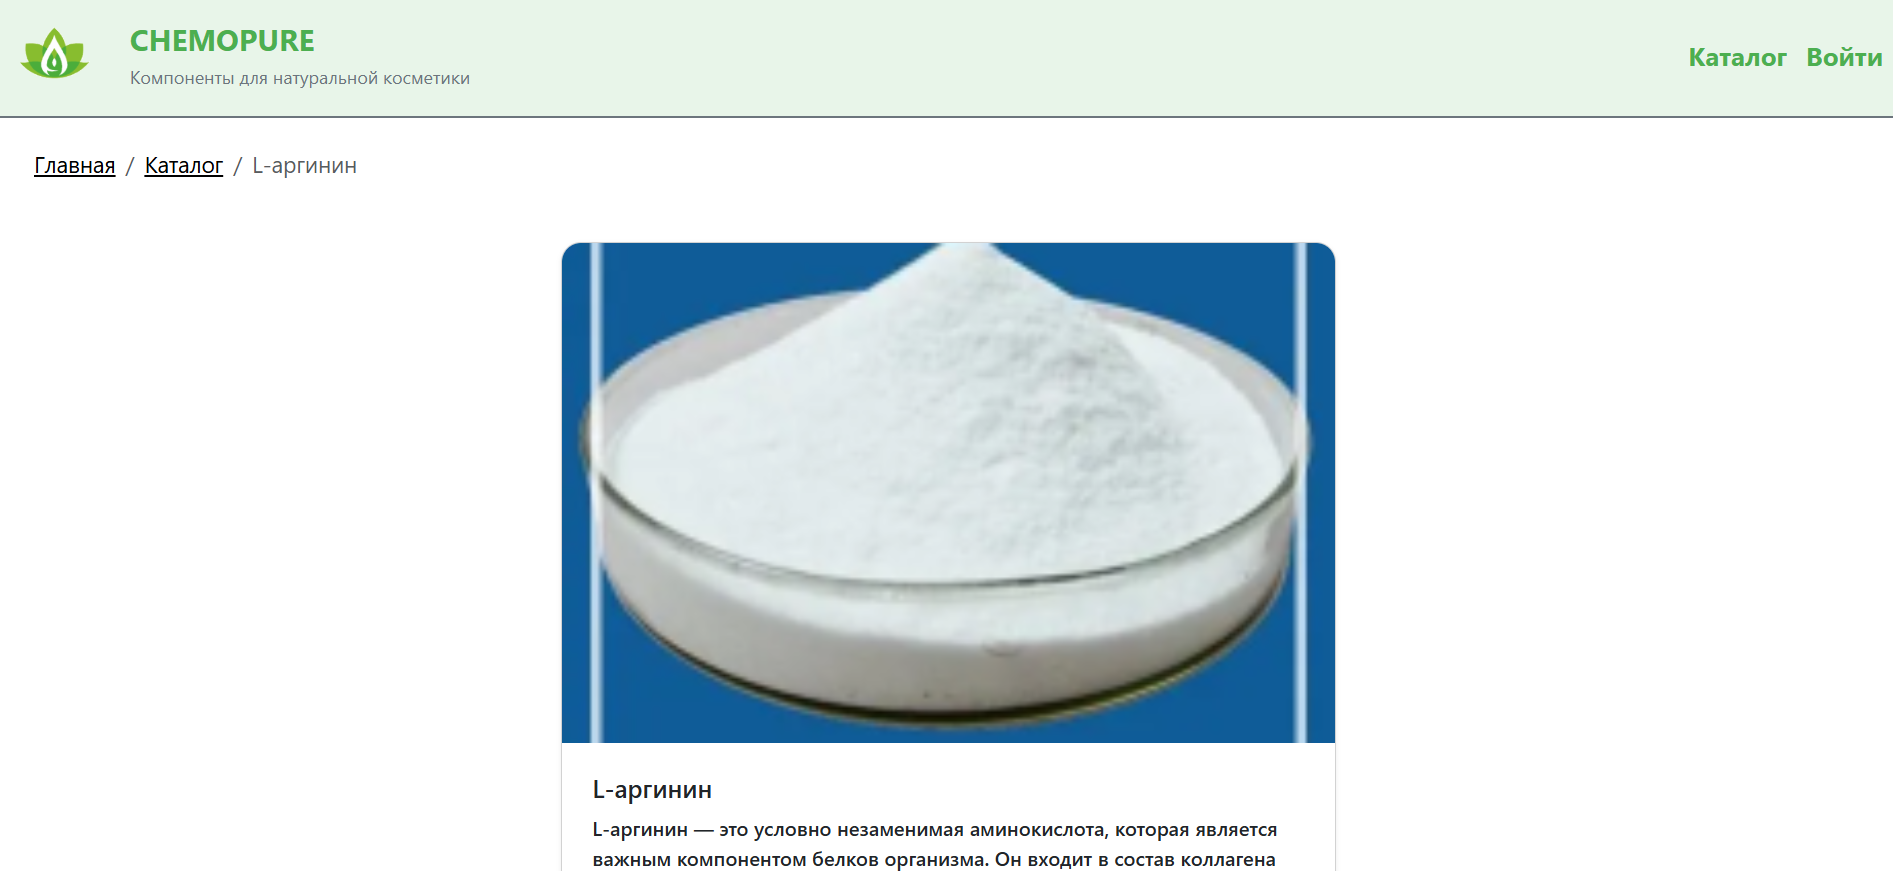 CHEMOPURE
Компоненты для натуральной косметики
Каталог Войти
Главная / Каталог / L-аргинин
L-аргинин
L-аргинин — это условно незаменимая аминокислота, которая является
важным компонентом белков организма. Он входит в состав коллагена